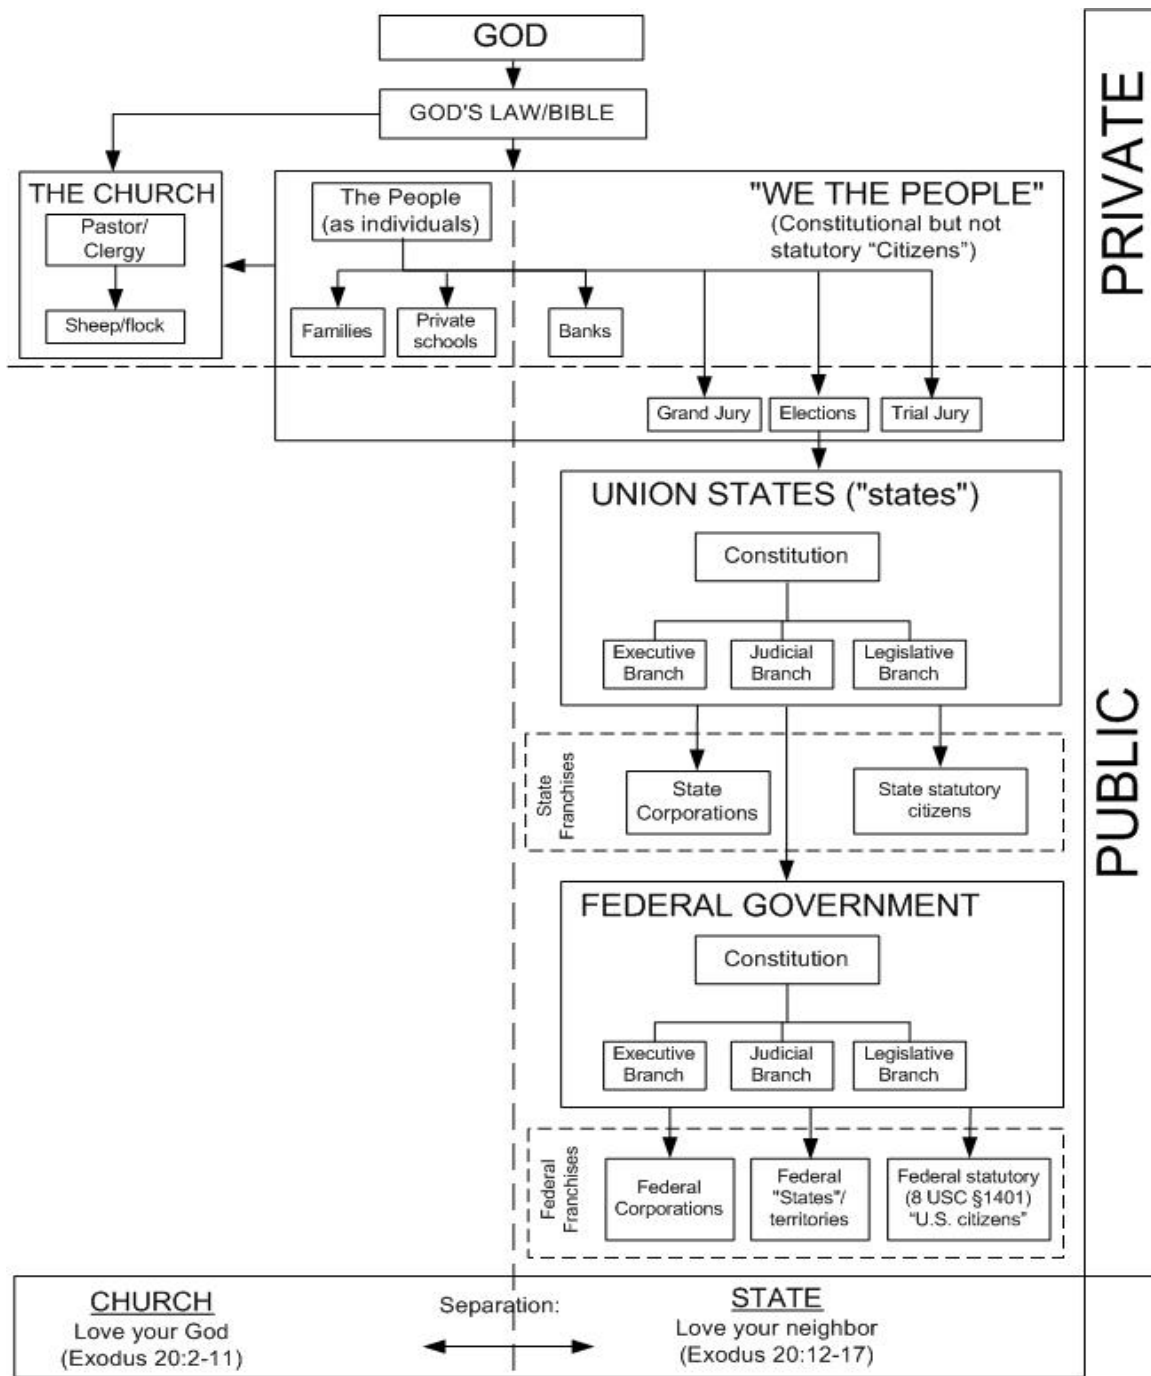 GOD
GOD'S LAW/BIBLE
THE CHURCH
Pastor/
Clergy
Sheep/flock
The People
(as individuals)
"WE THE PEOPLE"
(Constitutional but not
statutory “Citizens”)
Families
Private
schools
Banks
Grand Jury
Elections
Trial Jury
PRIVATE
UNION STATES ("states")
Constitution
Executive
Branch
Judicial
Branch
Legislative
Branch
State
Franchises
State
Corporations
State statutory
citizens
PUBLIC
FEDERAL GOVERNMENT
Constitution
Executive
Branch
Judicial
Branch
Legislative
Branch
Federal
Franchises
Federal
Corporations
Federal
"States"/
territories
Federal statutory
(8 USC §1401)
“U.S. citizens”
CHURCH
Love your God
(Exodus 20:2-11)
Separation:
STATE
Love your neighbor
(Exodus 20:12-17)